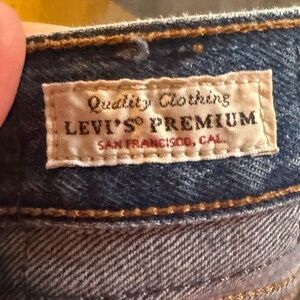 Quality Clothing
LEVI'S® PREMIUM
SAN FRANCISCO, CAL.